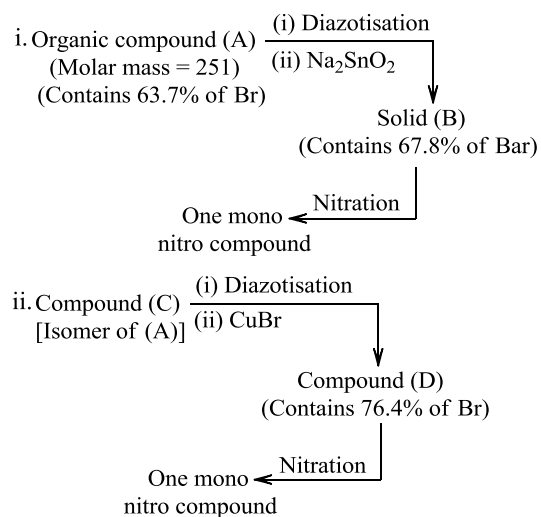 i. Organic compound (A) (i) Diazotisation
(Molar mass = 251) (ii) Na₂SnO₂
(Contains 63.7% of Br)
Solid (B)
(Contains 67.8% of Bar)
Nitration
One mono
nitro compound
ii. Compound (C) (i) Diazotisation
[Isomer of (A)] (ii) CuBr
Compound (D)
(Contains 76.4% of Br)
Nitration
One mono
nitro compound